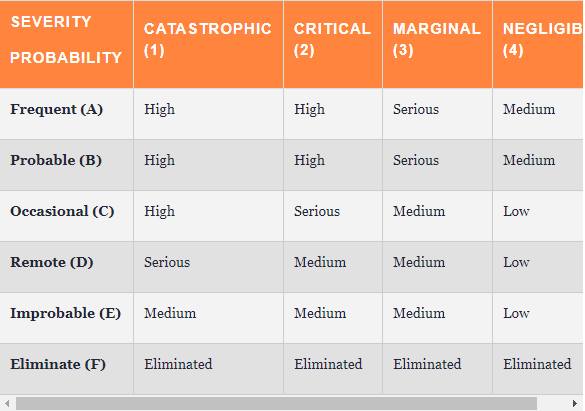 SEVERITY
PROBABILITY
CATASTROPHIC
(1)
CRITICAL
(2)
MARGINAL
(3)
NEGLIGIB
(4)
Frequent (A) High High Serious Medium
Probable (B) High High Serious Medium
Occasional (C) High Serious Medium Low
Remote (D) Serious Medium Medium Low
Improbable (E) Medium Medium Medium Low
Eliminate (F) Eliminated Eliminated Eliminated Eliminated